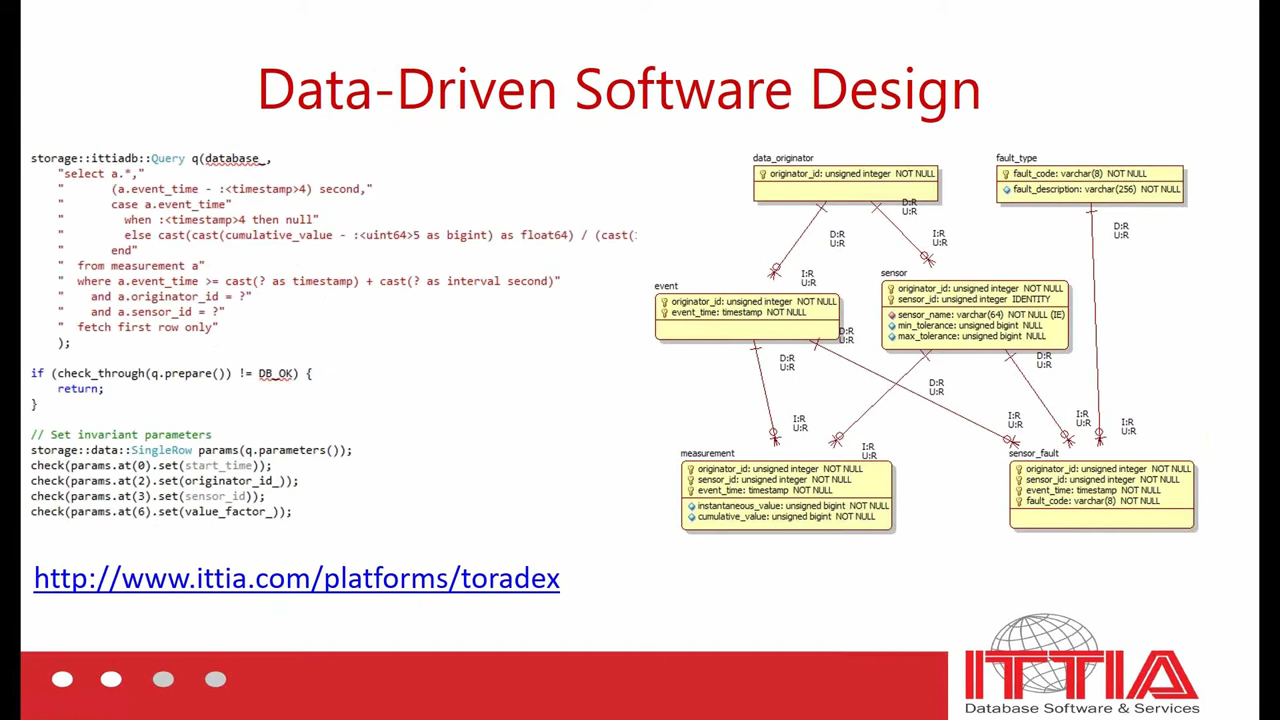 Data-Driven Software Design
storage::ittiadb::Query q(database_,
"select a.*,"
" (a.event_time - :<timestamp>4) second,"
" case a.event_time"
" when :<timestamp>4 then null"
" else cast(cast(cumulative_value - :<uint64>5 as bigint) as float64) / (cast(:
" end"
" from measurement a"
" where a.event_time >= cast(? as timestamp) + cast(? as interval second)"
" and a.originator_id = ?"
" and a.sensor_id = ?"
" fetch first row only"
);
if (check_through(q.prepare()) != DB_OK) {
return;
}
// Set invariant parameters
storage::data::SingleRow params(q.parameters());
check(params.at(0).set(start_time));
check(params.at(2).set(originator_id_));
check(params.at(3).set(sensor_id));
check(params.at(6).set(value_factor_));
http://www.ittia.com/platforms/toradex
data_originator
originator_id: unsigned integer NOT NULL
fault_type
fault_code: varchar(8) NOT NULL
fault_description: varchar(256) NOT NULL
D:R
U:R
D:R
U:R
I:R
U:R
D:R
U:R
I:R
U:R
event
originator_id: unsigned integer NOT NULL
event_time: timestamp NOT NULL
sensor
originator_id: unsigned integer NOT NULL
sensor_id: unsigned integer IDENTITY
sensor_name: varchar(64) NOT NULL (IE)
min_tolerance: unsigned bigint NULL
max_tolerance: unsigned bigint NULL
D:R
U:R
D:R
U:R
D:R
U:R
D:R
U:R
I:R
U:R
I:R
U:R
I:R
U:R
I:R
U:R
I:R
U:R
measurement
originator_id: unsigned integer NOT NULL
sensor_id: unsigned integer NOT NULL
event_time: timestamp NOT NULL
instantaneous_value: unsigned bigint NOT NULL
cumulative_value: unsigned bigint NOT NULL
sensor_fault
originator_id: unsigned integer NOT NULL
sensor_id: unsigned integer NOT NULL
event_time: timestamp NOT NULL
fault_code: varchar(8) NOT NULL
ITTIA
Database Software & Services